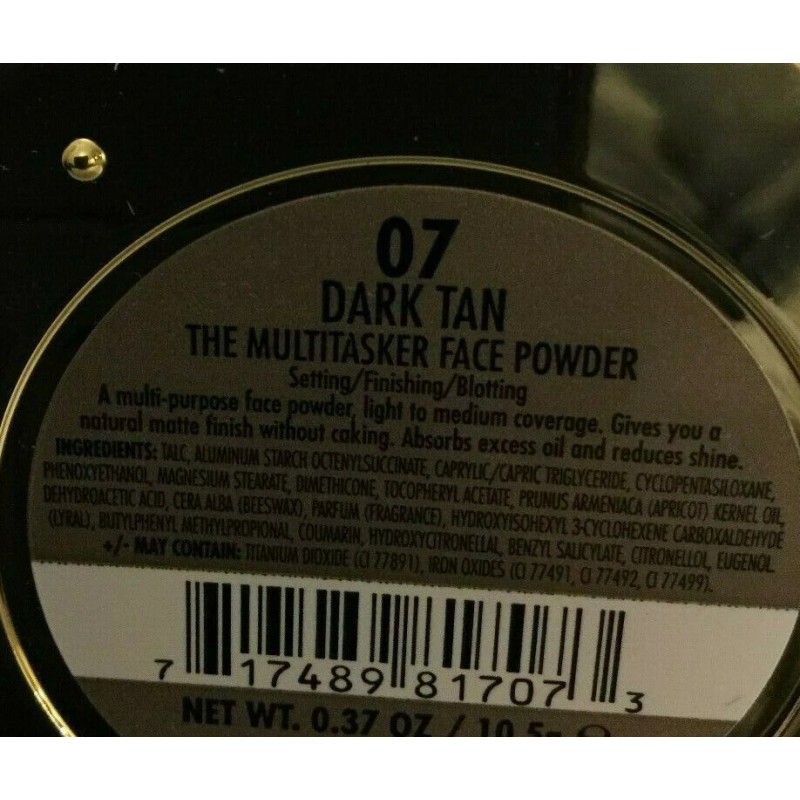 07
DARK TAN
THE MULTITASKER FACE POWDER
Setting/Finishing/Blotting
A multi-purpose face powder, light to medium coverage. Gives you a
natural matte finish without caking. Absorbs excess oil and reduces shine.
INGREDIENTS: TALC, ALUMINUM STARCH OCTENYLSUCCINATE, CAPRYLIC/CAPRIC TRIGLYCERIDE, CYCLOPENTASILOXANE,
PHENOXYETHANOL, MAGNESIUM STEARATE, DIMETHICONE, TOCOPHERYL ACETATE, PRUNUS ARMENIACA (APRICOT) KERNEL OIL,
DEHYDROACETIC ACID, CERA ALBA (BEESWAX), PARFUM (FRAGRANCE), HYDROXYISOHEXYL 3-CYCLOHEXENE CARBOXALDEHYDE
(LYRAL), BUTYLPHENYL METHYLPROPIONAL, COUMARIN, HYDROXYCITRONELLAL, BENZYL SALICYLATE, CITRONELLOL, EUGENOL.
+/- MAY CONTAIN: TITANIUM DIOXIDE (CI 77891), IRON OXIDES (CI 77491, CI 77492, CI 77499).
7 17489 81707 3
NET WT. 0.37 OZ / 10.5g